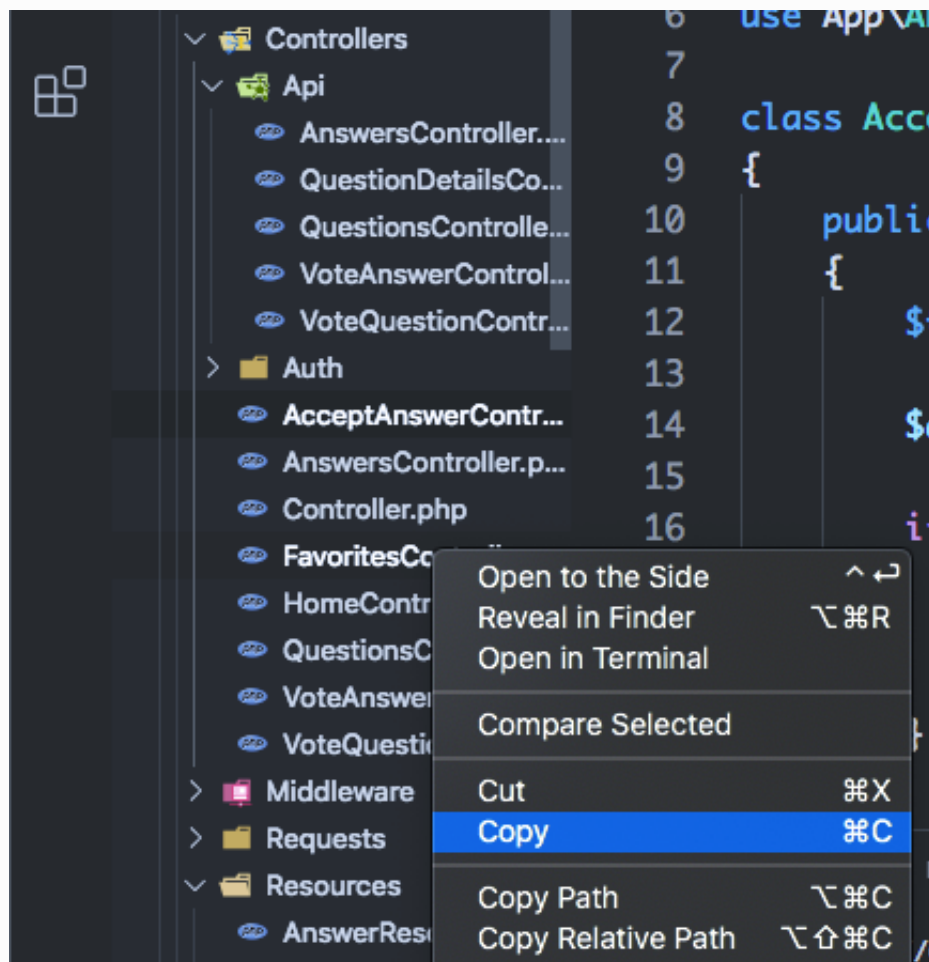 Controllers
Api
AnswersController....
QuestionDetailsCo...
QuestionsControlle...
VoteAnswerControl...
VoteQuestionContr...
Auth
AcceptAnswerContr...
AnswersController.p...
Controller.php
FavoritesCo
HomeContr
QuestionsC
VoteAnswer
VoteQuesti
Middleware
Requests
Resources
AnswerRes
6 use App\A
7
8 class Acc
9 {
10 publi
11 {
12 $
13
14 $
15
16 i
}
Open to the Side ^ ↩
Reveal in Finder ⌥⌘R
Open in Terminal
Compare Selected
Cut ⌘X
Copy ⌘C
Copy Path ⌥⌘C
Copy Relative Path ⌥⇧⌘C
/